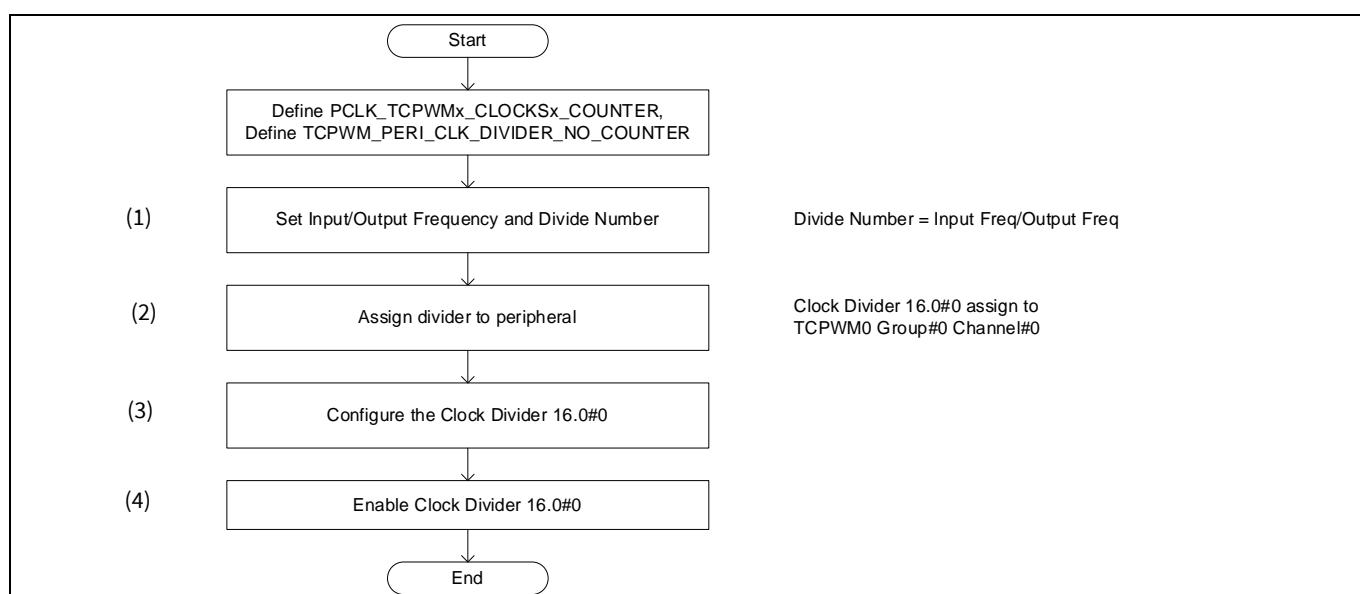 Start
Define PCLK_TCPWMx_CLOCKSx_COUNTER,
Define TCPWM_PERI_CLK_DIVIDER_NO_COUNTER
(1)
Set Input/Output Frequency and Divide Number
Divide Number = Input Freq/Output Freq
(2)
Assign divider to peripheral
Clock Divider 16.0#0 assign to
TCPWM0 Group#0 Channel#0
(3)
Configure the Clock Divider 16.0#0
(4)
Enable Clock Divider 16.0#0
End